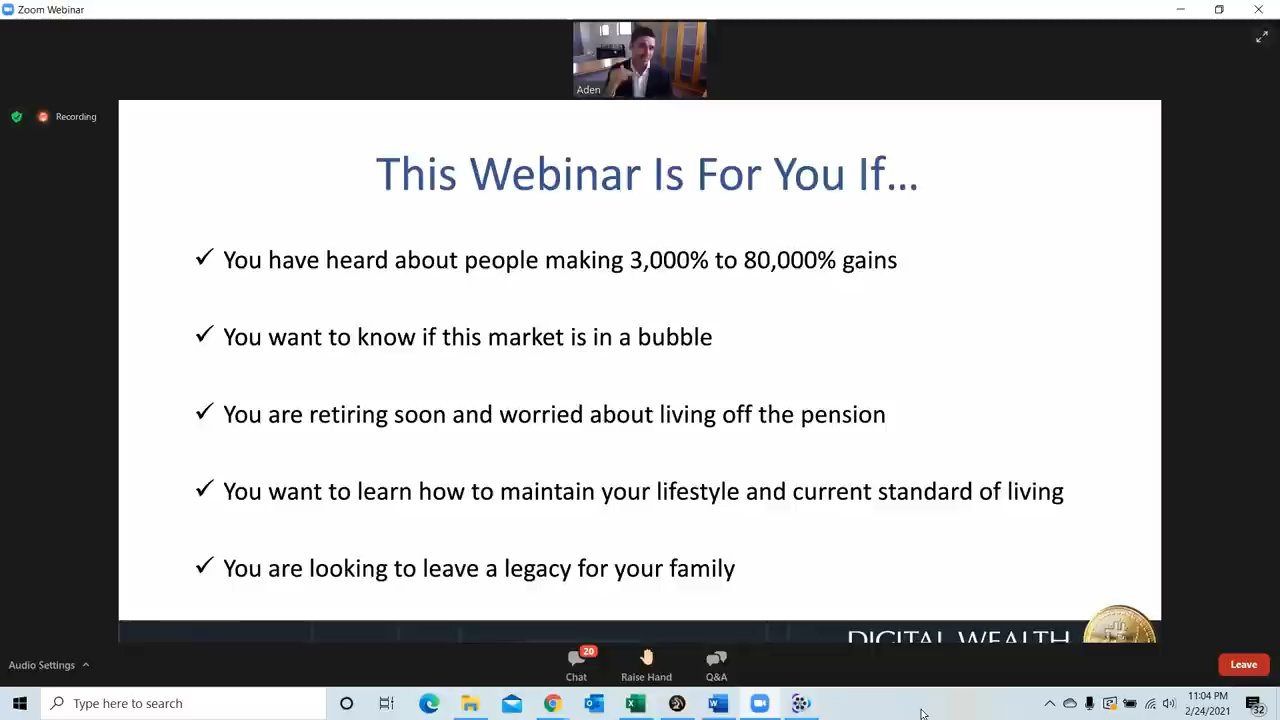 Zoom Webinar
Aden
Recording
This Webinar Is For You If...
✓ You have heard about people making 3,000% to 80,000% gains
✓ You want to know if this market is in a bubble
✓ You are retiring soon and worried about living off the pension
✓ You want to learn how to maintain your lifestyle and current standard of living
✓ You are looking to leave a legacy for your family
DIGITAL WEALTH
Audio Settings
20
Chat
Raise Hand
Q&A
Leave
Type here to search
11:04 PM
2/24/2021
32